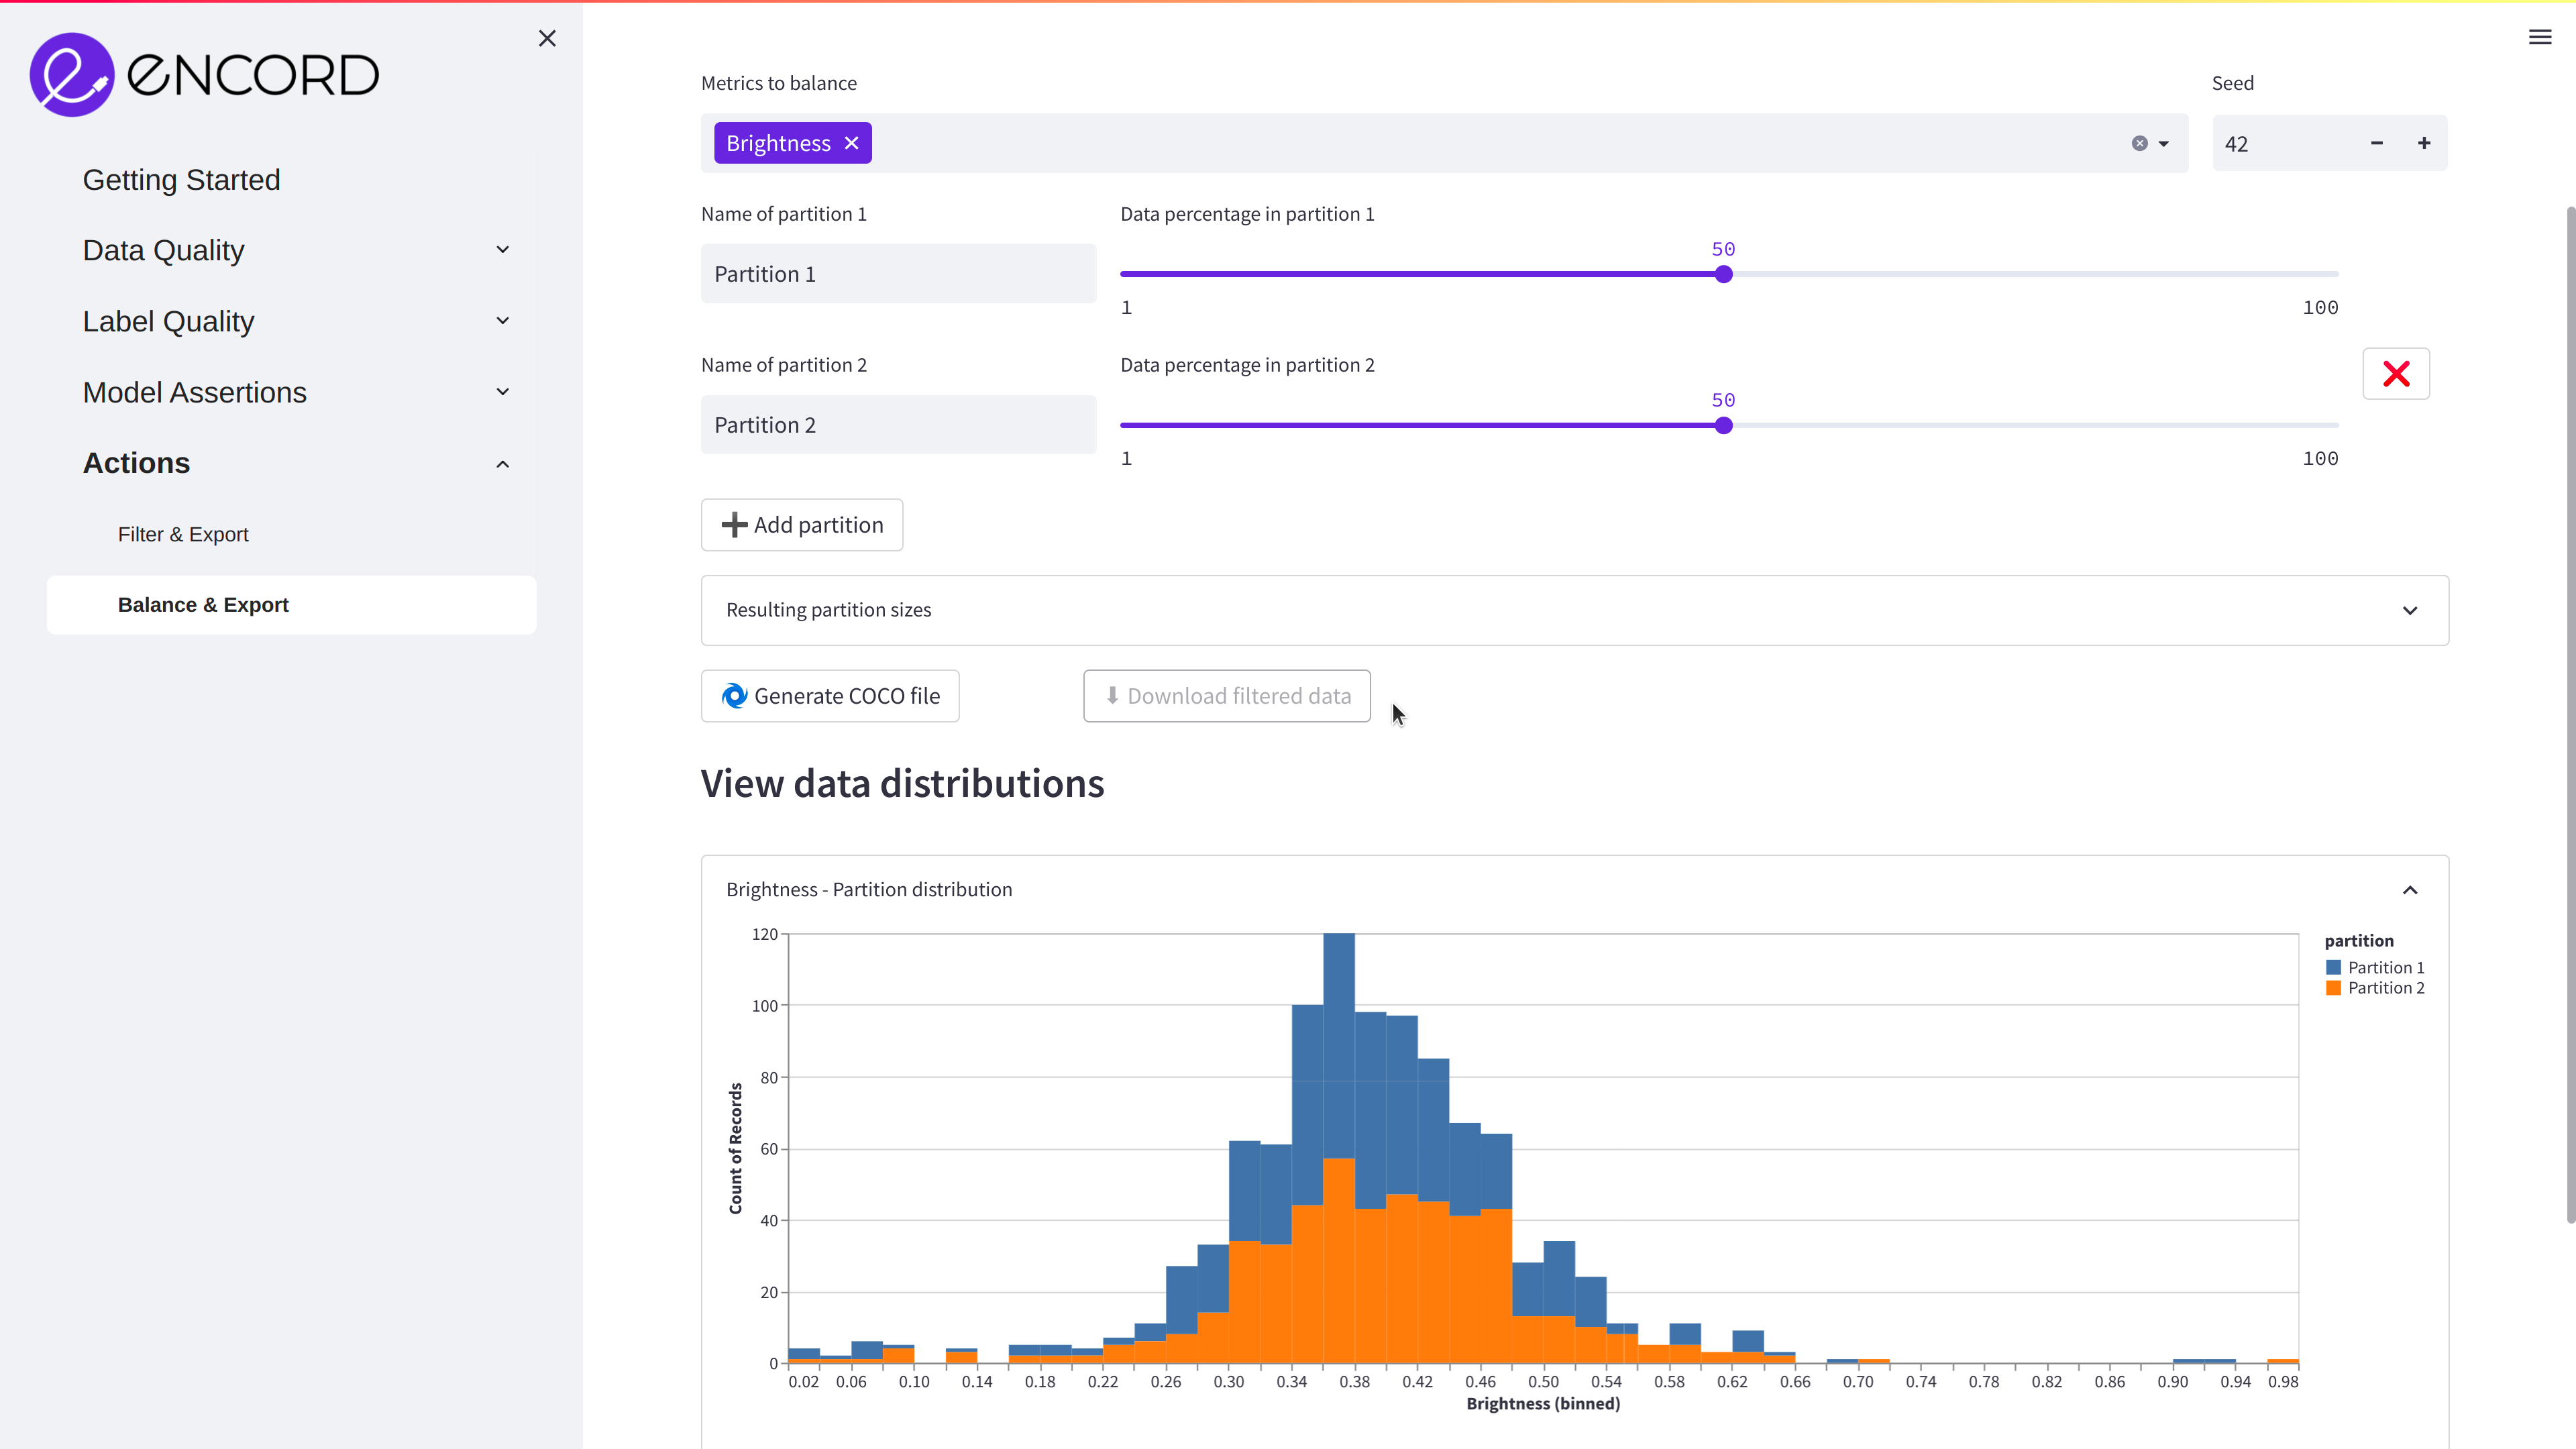 eNCORD
Getting Started
Data Quality
Label Quality
Model Assertions
Actions
Filter & Export
Balance & Export
Metrics to balance
Seed
Brightness
42
Name of partition 1
Data percentage in partition 1
50
Partition 1
1
100
Name of partition 2
Data percentage in partition 2
50
Partition 2
1
100
Add partition
Resulting partition sizes
Generate COCO file
Download filtered data
View data distributions
Brightness - Partition distribution
120
100
80
60
40
20
0
Count of Records
0.02 0.06 0.10 0.14 0.18 0.22 0.26 0.30 0.34 0.38 0.42 0.46 0.50 0.54 0.58 0.62 0.66 0.70 0.74 0.78 0.82 0.86 0.90 0.94 0.98
Brightness (binned)
partition
Partition 1
Partition 2